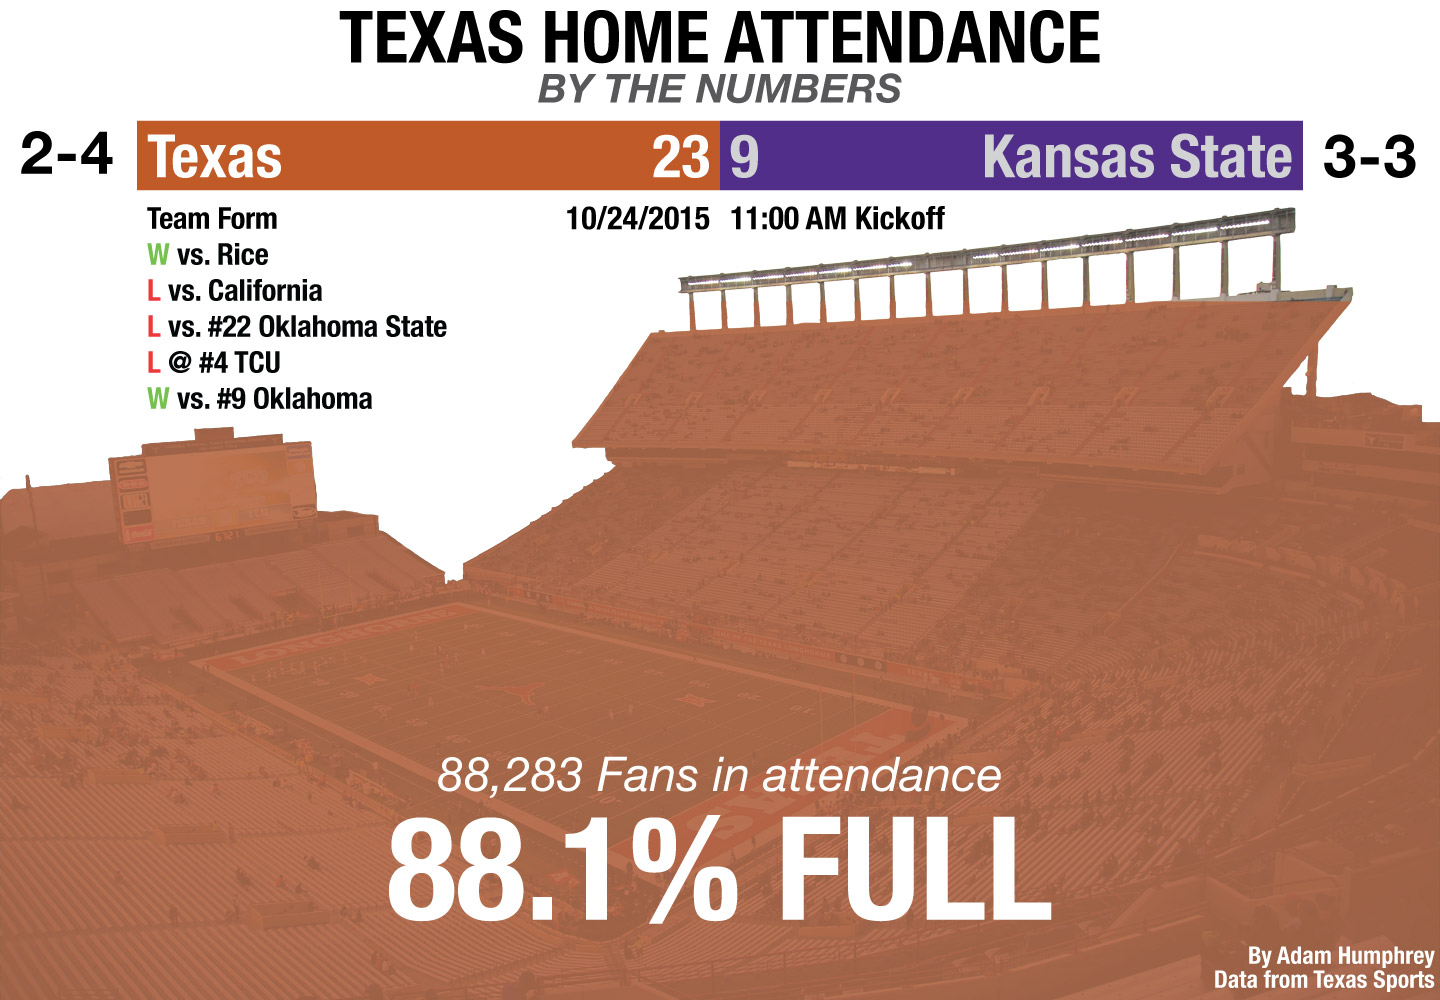 TEXAS HOME ATTENDANCE
BY THE NUMBERS
2-4 Texas 23 9 Kansas State 3-3
Team Form 10/24/2015 11:00 AM Kickoff
W vs. Rice
L vs. California
L vs. #22 Oklahoma State
L @ #4 TCU
W vs. #9 Oklahoma
LONGHORNS
TEXAS
88,283 Fans in attendance
88.1% FULL
By Adam Humphrey
Data from Texas Sports